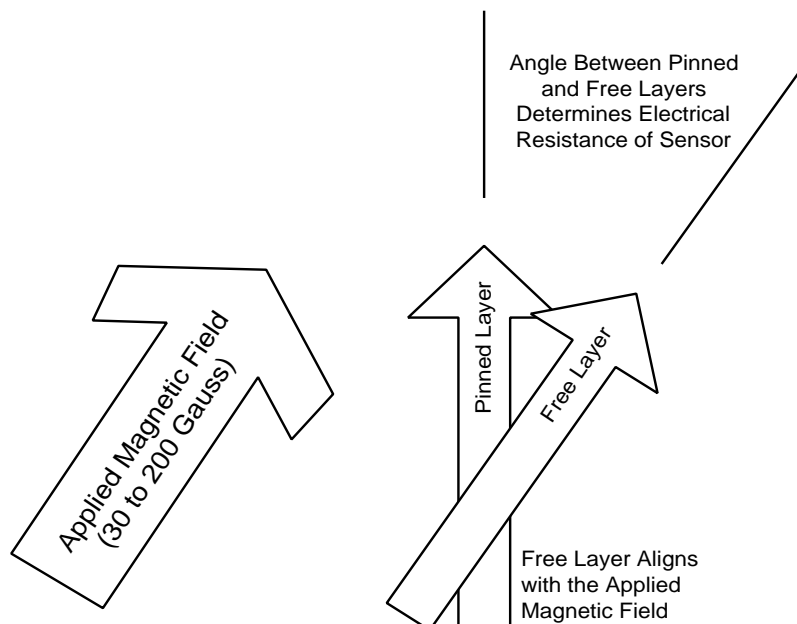 Angle Between Pinned
and Free Layers
Determines Electrical
Resistance of Sensor
Applied Magnetic Field
(30 to 200 Gauss)
Pinned Layer
Free Layer
Free Layer Aligns
with the Applied
Magnetic Field